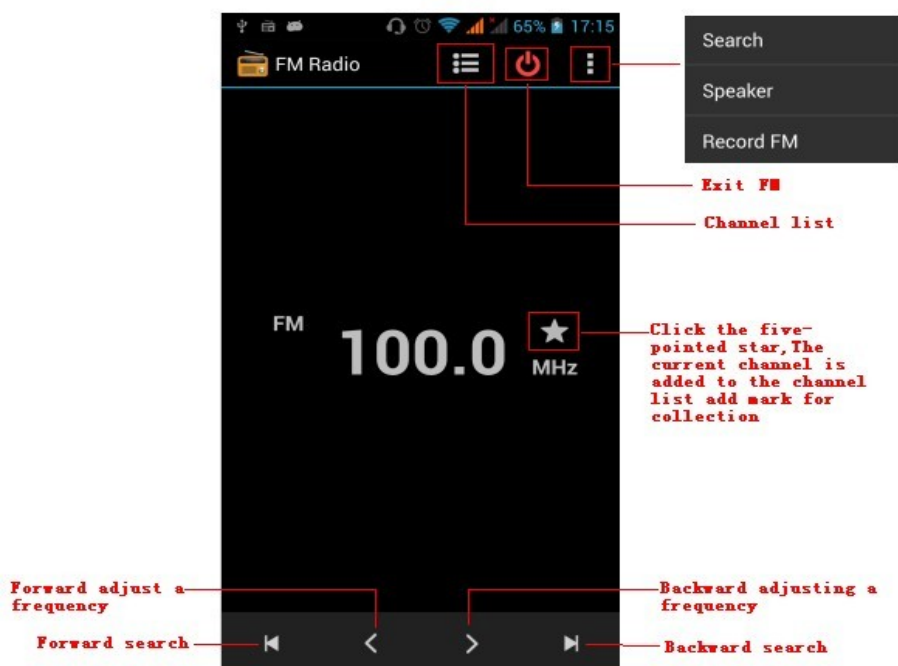 65% 17:15
FM Radio
Search
Speaker
Record FM
Exit FM
Channel list
FM
100.0
MHz
Click the five-
pointed star,The
current channel is
added to the channel
list add mark for
collection
Forward adjust a
frequency
Backward adjusting a
frequency
Forward search
Backward search